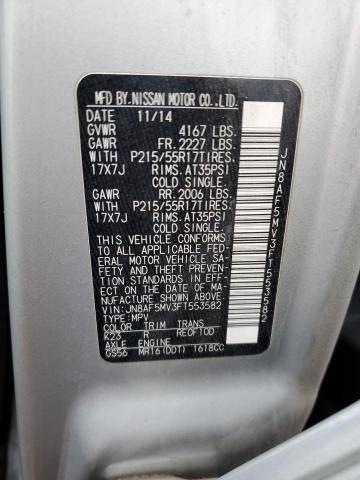 MFD BY. NISSAN MOTOR CO., LTD.
DATE 11/14
GVWR 4167 LBS.
GAWR FR. 2227 LBS.
WITH P215/55R17TIRES.
17X7J RIMS. AT35PSI
COLD SINGLE.
GAWR RR. 2006 LBS.
WITH P215/55R17TIRES.
17X7J RIMS. AT35PSI
COLD SINGLE.
THIS VEHICLE CONFORMS
TO ALL APPLICABLE FED-
ERAL MOTOR VEHICLE SA-
FETY AND THEFT PREVEN-
TION STANDARDS IN EFFE-
CT ON THE DATE OF MA-
NUFACTURE SHOWN ABOVE.
VIN: JN8AF5MV3FT553582
TYPE: MPV
COLOR TRIM TRANS
K23 R REOF10D
AXLE ENGINE
GS56 MR16(DDT) 1618CC
JN8AF5MV3FT553582